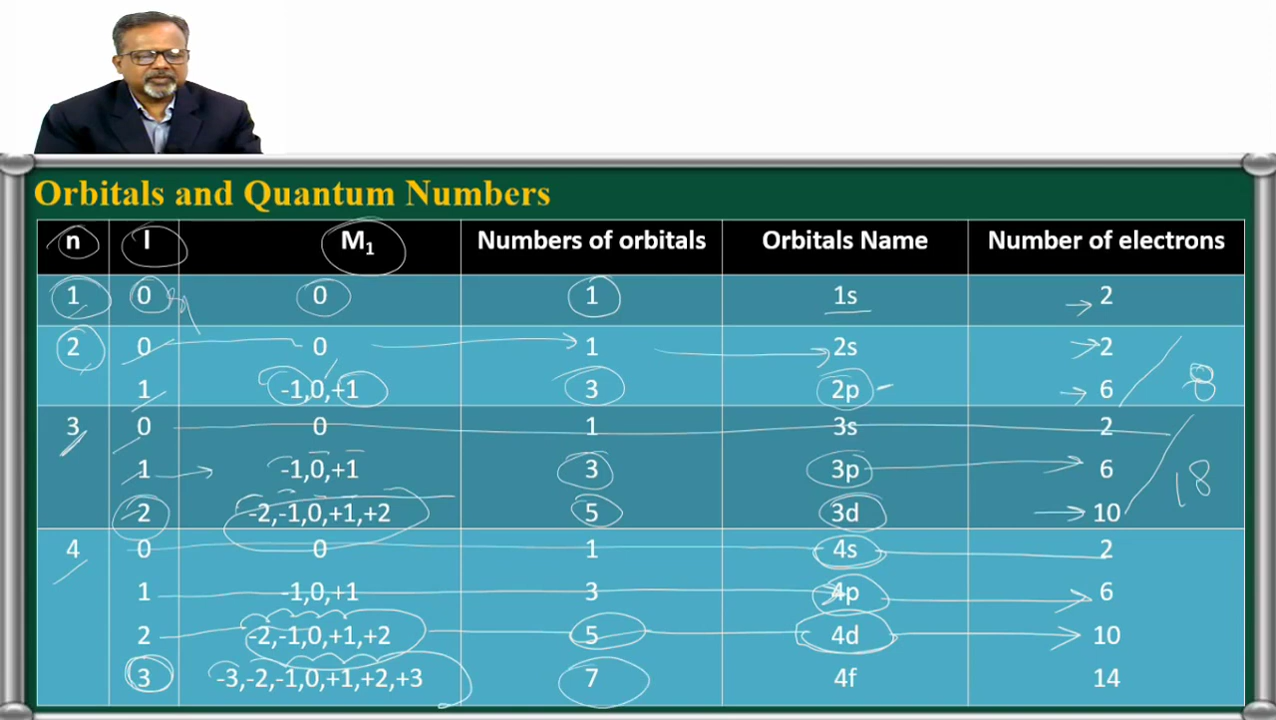 Orbitals and Quantum Numbers
n l M₁ Numbers of orbitals Orbitals Name Number of electrons
1 0 0 1 1s 2
2 0 0 1 2s 2
1 -1,0,+1 3 2p 6 8
3 0 0 1 3s 2
1 -1,0,+1 3 3p 6
2 -2,-1,0,+1,+2 5 3d 10 18
4 0 0 1 4s 2
1 -1,0,+1 3 4p 6
2 -2,-1,0,+1,+2 5 4d 10
3 -3,-2,-1,0,+1,+2,+3 7 4f 14